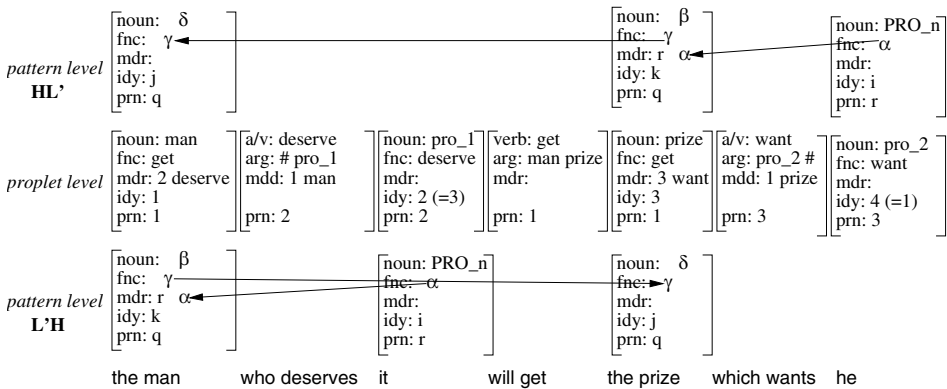 noun: δ
fnc: γ
mdr:
idy: j
prn: q
noun: β
fnc: γ
mdr: r α
idy: k
prn: q
noun: PRO_n
fnc: α
mdr:
idy: i
prn: r
pattern level
HL’
noun: man
fnc: get
mdr: 2 deserve
idy: 1
prn: 1
a/v: deserve
arg: # pro_1
mdd: 1 man
prn: 2
noun: pro_1
fnc: deserve
mdr:
idy: 2 (=3)
prn: 2
verb: get
arg: man prize
mdr:
prn: 1
noun: prize
fnc: get
mdr: 3 want
idy: 3
prn: 1
a/v: want
arg: pro_2 #
mdd: 1 prize
prn: 3
noun: pro_2
fnc: want
mdr:
idy: 4 (=1)
prn: 3
proplet level
noun: β
fnc: γ
mdr: r α
idy: k
prn: q
noun: PRO_n
fnc: α
mdr:
idy: i
prn: r
noun: δ
fnc: γ
mdr:
idy: j
prn: q
pattern level
L’H
the man who deserves it will get the prize which wants he